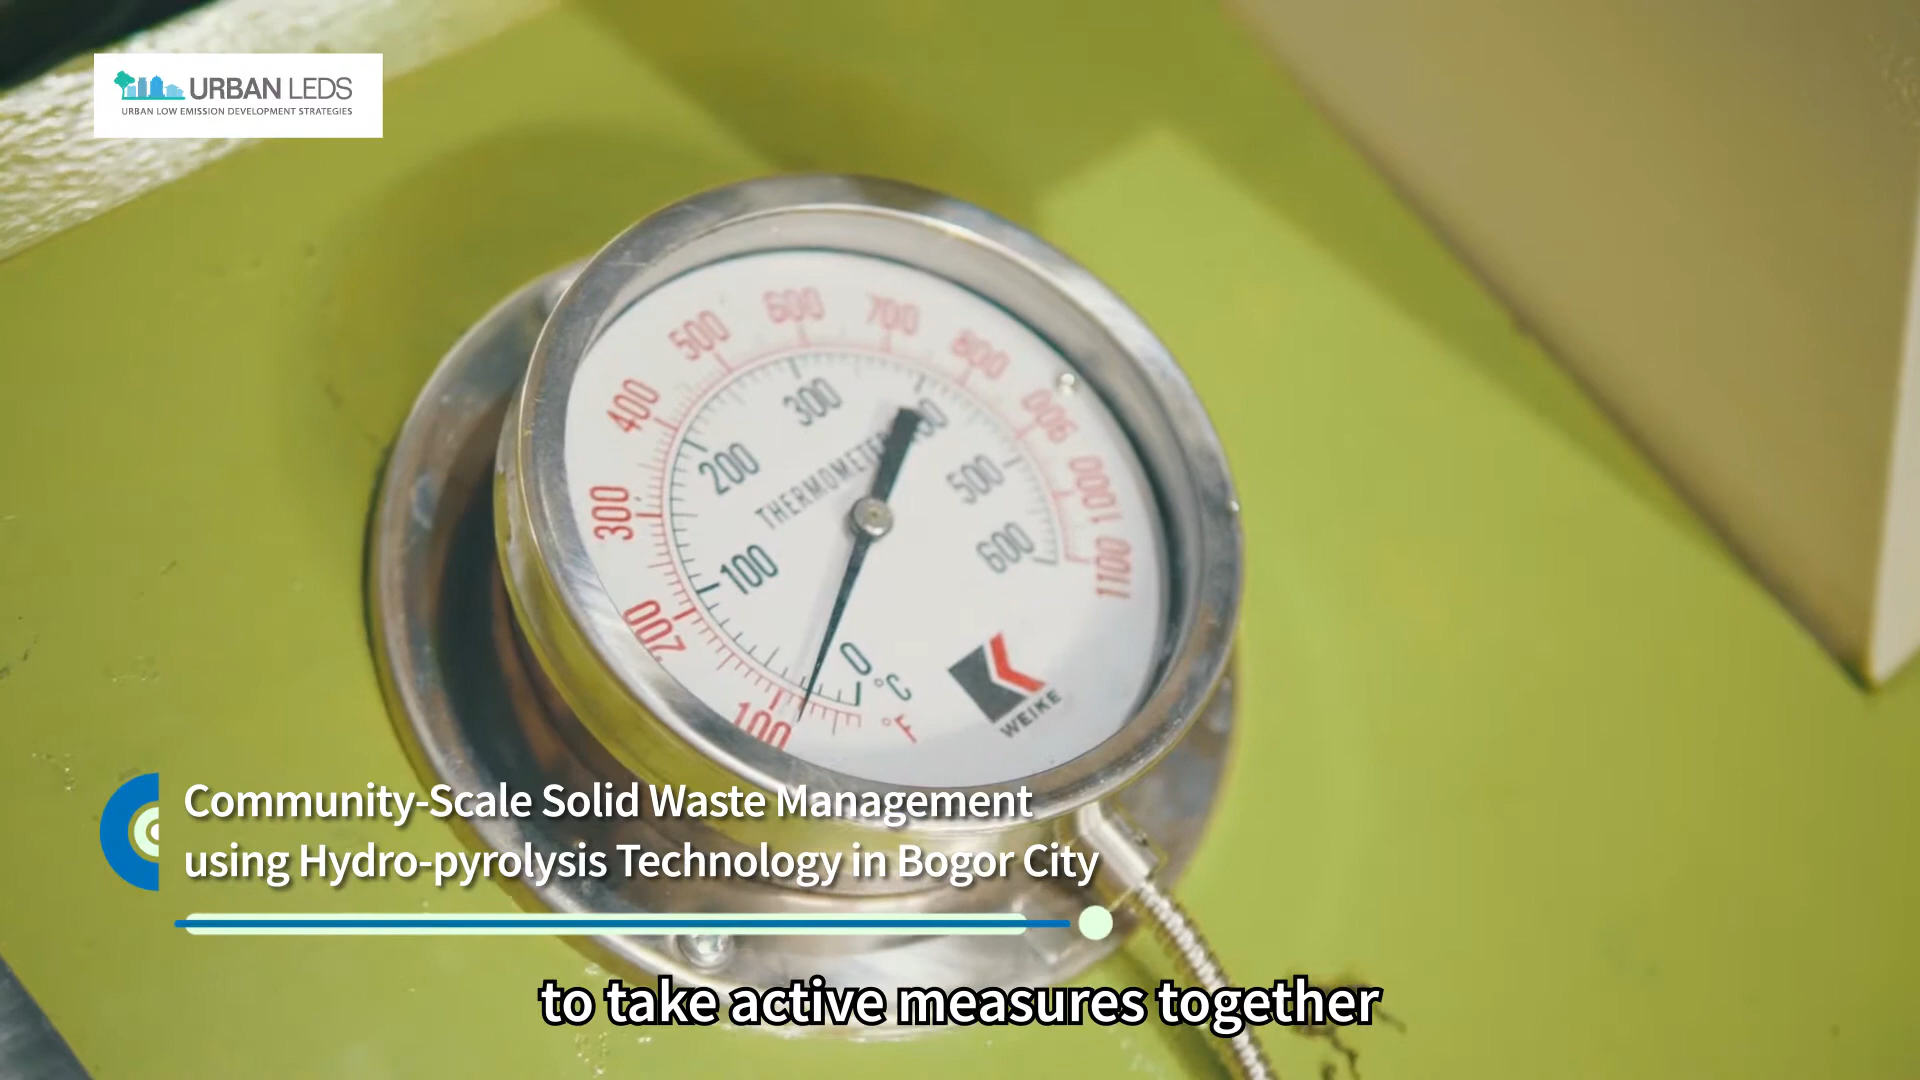 URBAN LEDS
URBAN LOW EMISSION DEVELOPMENT STRATEGIES
600
700
500
800
400
300
900
200
THERMOMETER
500
1000
300
100
600
1100
200
0
°C
100
°F
WEIKE
Community-Scale Solid Waste Management
using Hydro-pyrolysis Technology in Bogor City
to take active measures together